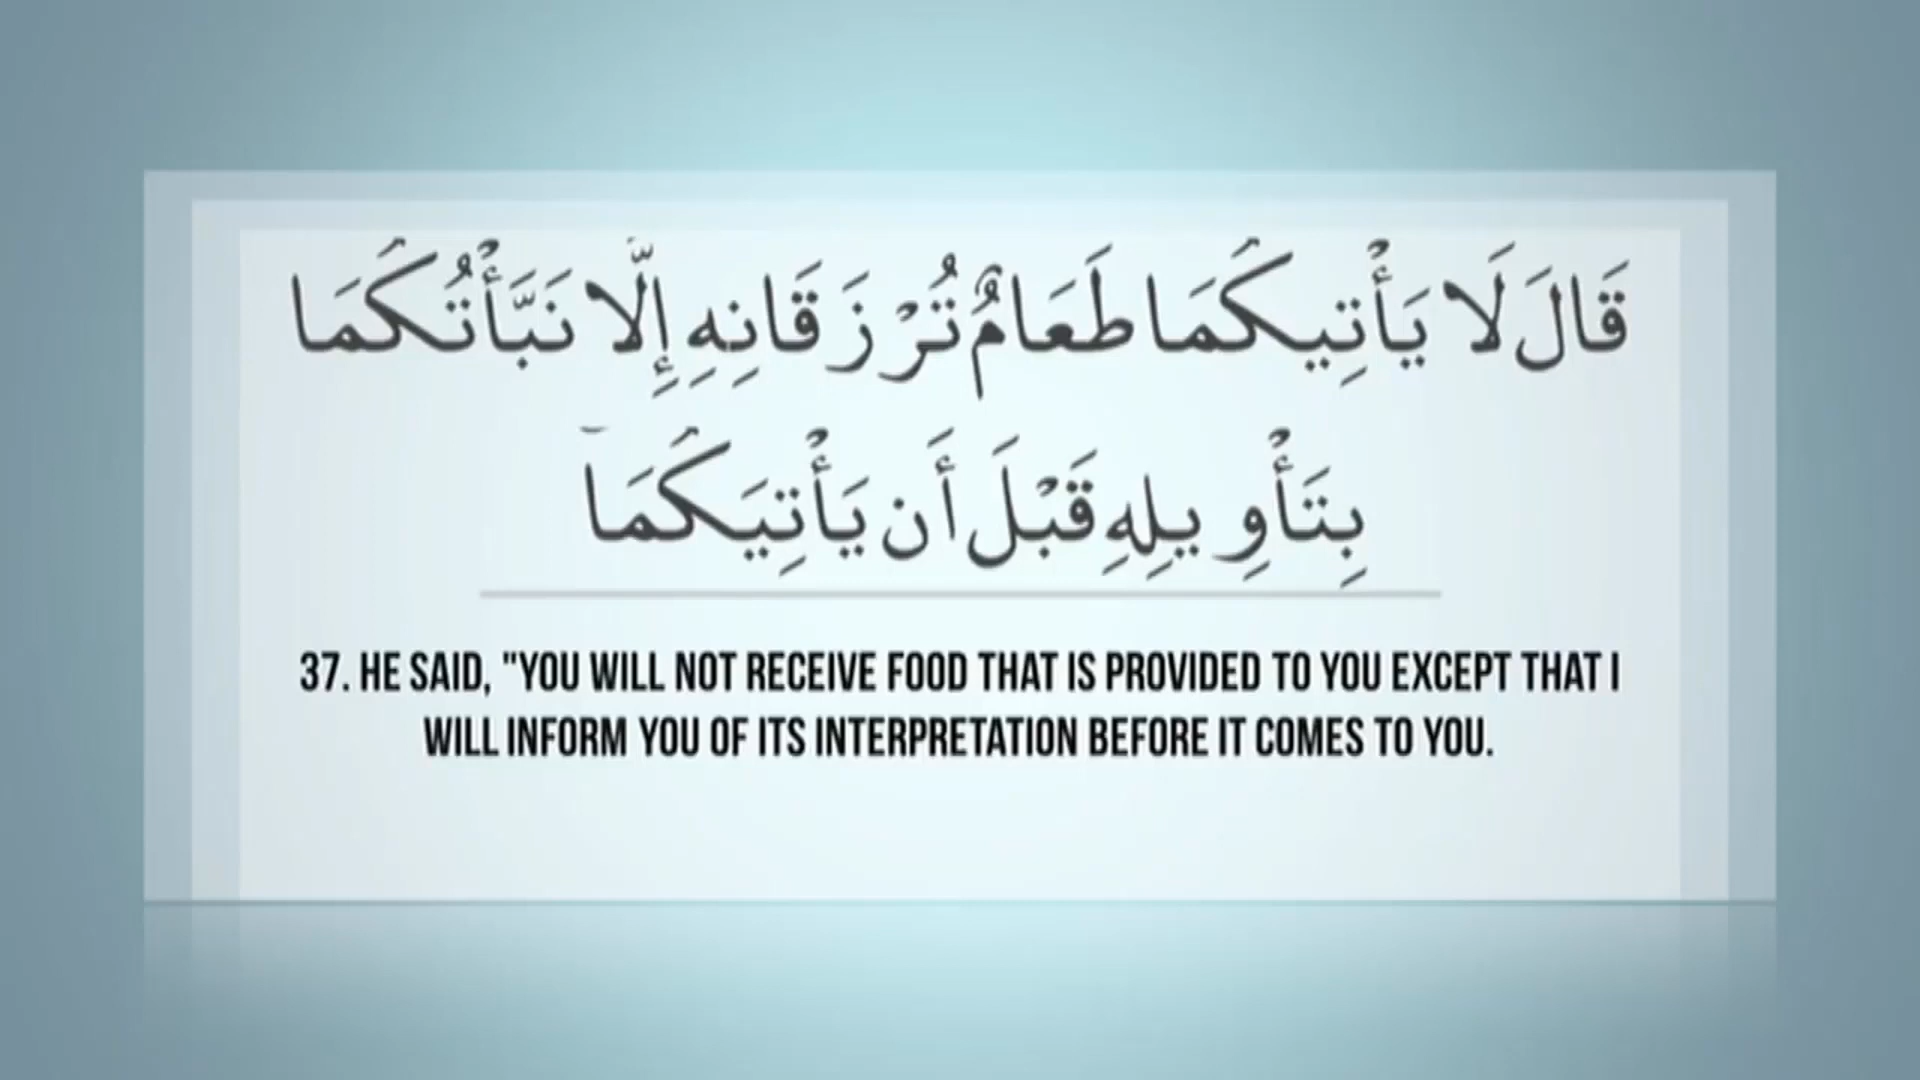 قَالَ لَا يَأْتِيكُمَا طَعَامٌ تُرْزَقَانِهِ إِلَّا نَبَّأْتُكُمَا
بِتَأْوِيلِهِ قَبْلَ أَن يَأْتِيَكُمَا
37. HE SAID, "YOU WILL NOT RECEIVE FOOD THAT IS PROVIDED TO YOU EXCEPT THAT I
WILL INFORM YOU OF ITS INTERPRETATION BEFORE IT COMES TO YOU.